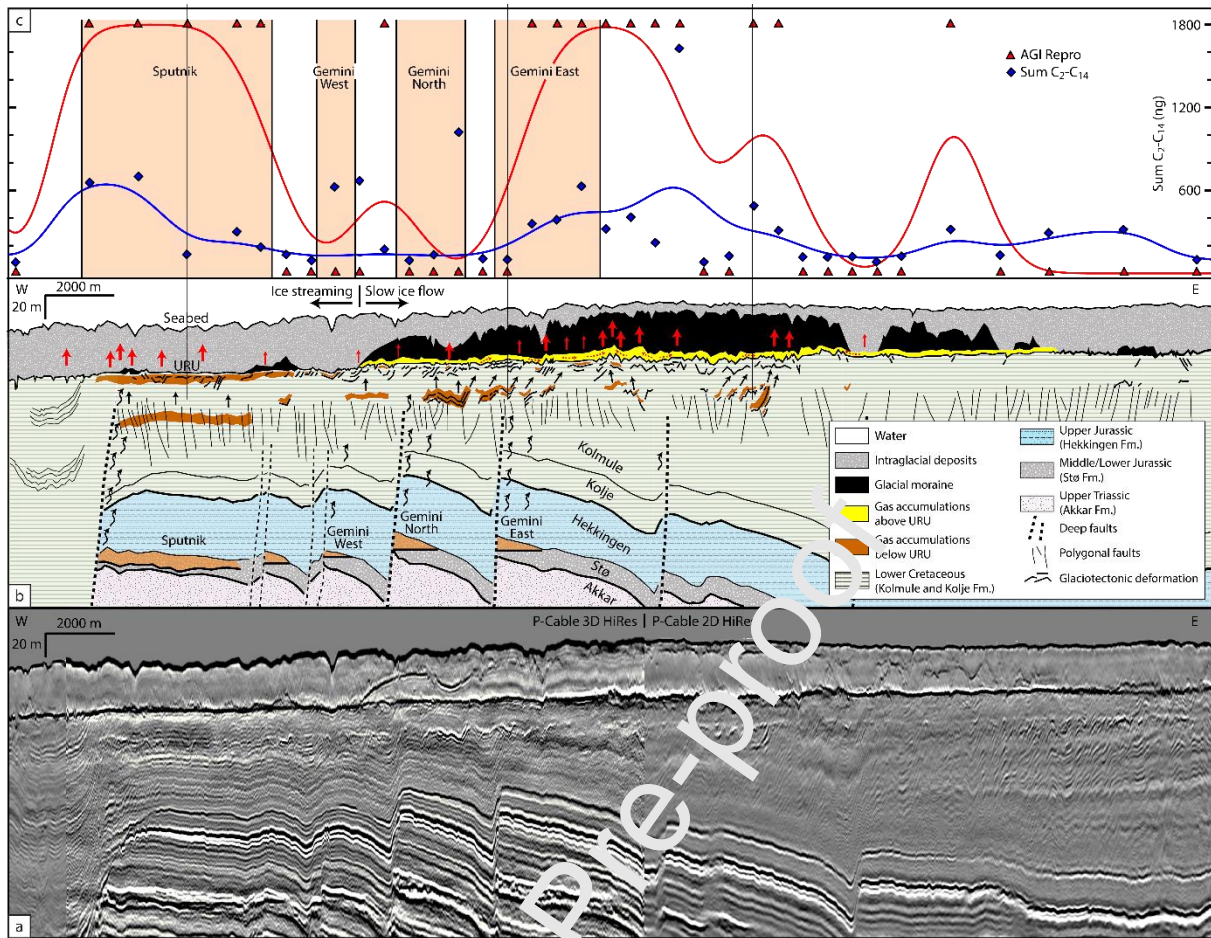 c
1800
Sputnik
Gemini
West
Gemini
North
Gemini East
AGI Repro
Sum C₂-C₁₄
1200
Sum C₂-C₁₄ (ng)
600
W
2000 m
20 m
Ice streaming
Slow ice flow
E
Seabed
URU
Kolmule
Kolje
Hekkingen
Stø
Akkar
Sputnik
Gemini
West
Gemini
North
Gemini
East
Water
Intraglacial deposits
Glacial moraine
Gas accumulations
above URU
Gas accumulations
below URU
Lower Cretaceous
(Kolmule and Kolje Fm.)
Upper Jurassic
(Hekkingen Fm.)
Middle/Lower Jurassic
(Stø Fm.)
Upper Triassic
(Akkar Fm.)
Deep faults
Polygonal faults
Glaciotectonic deformation
b
W
2000 m
20 m
P-Cable 3D HiRes
P-Cable 2D HiRes
E
Pre-proof
a